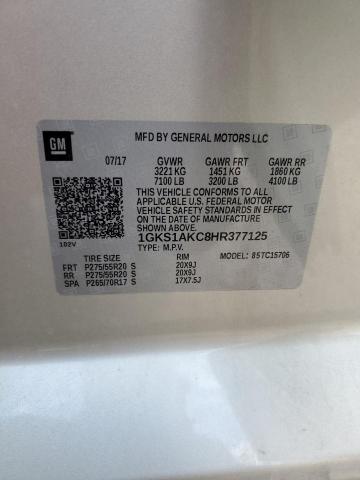 GM
MFD BY GENERAL MOTORS LLC
07/17 GVWR GAWR FRT GAWR RR
3221 KG 1451 KG 1860 KG
7100 LB 3200 LB 4100 LB
THIS VEHICLE CONFORMS TO ALL
APPLICABLE U.S. FEDERAL MOTOR
VEHICLE SAFETY STANDARDS IN EFFECT ON
THE DATE OF MANUFACTURE SHOWN ABOVE.
1GKS1AKC8HR377125
TYPE: M.P.V.
102V
TIRE SIZE SPEED RTG RIM MODEL: 85TC15706
FRT P275/55R20 S 20X9J
RR P275/55R20 S 20X9J
SPA P265/70R17 S 17X7.5J